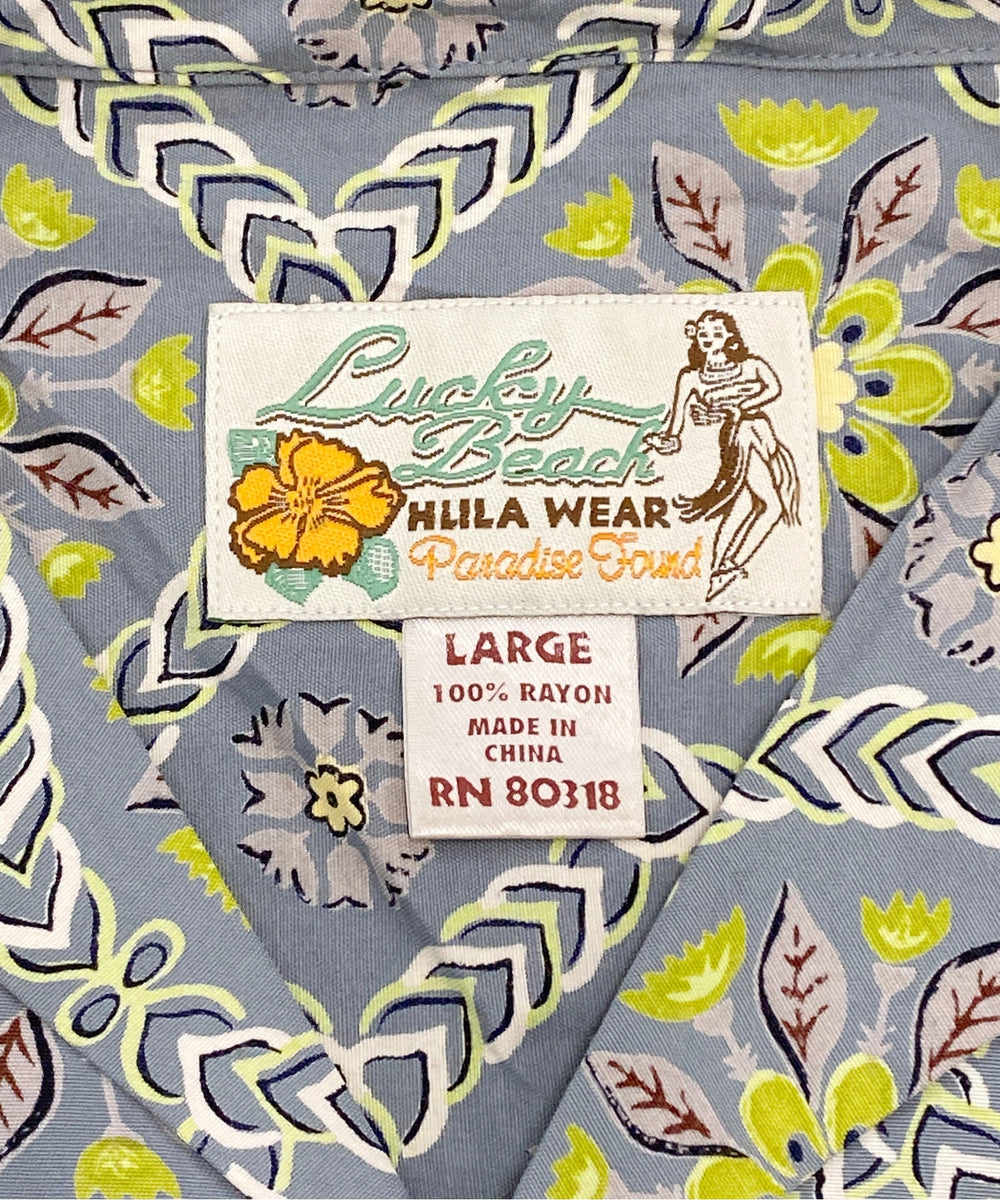 Lucky
Beach
HULA WEAR
Paradise Found
LARGE
100% RAYON
MADE IN
CHINA
RN 80318